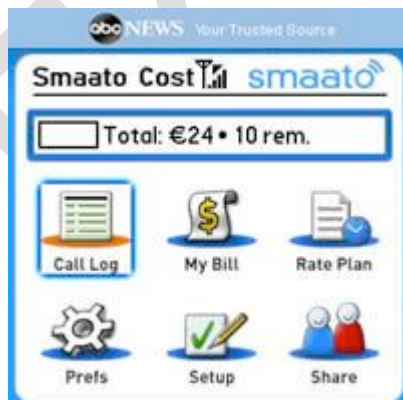 abc NEWS Your Trusted Source
Smaato Cost smaato
Total: €24 • 10 rem.
Call Log My Bill Rate Plan
Prefs Setup Share